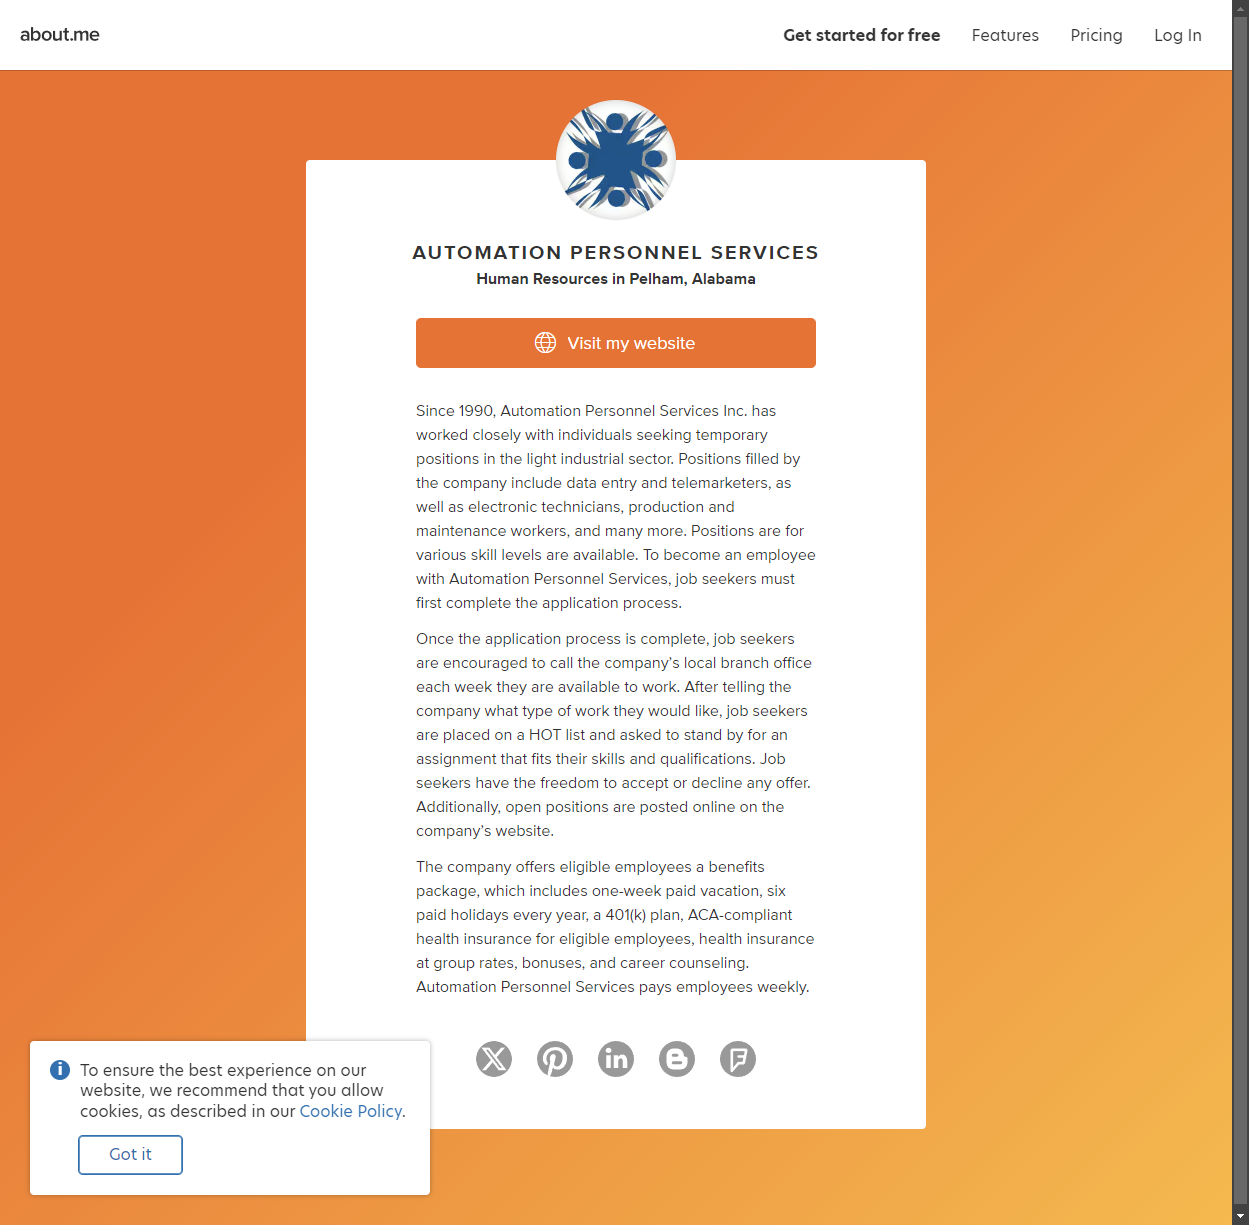 about.me
Get started for free Features Pricing Log In
AUTOMATION PERSONNEL SERVICES
Human Resources in Pelham, Alabama
Visit my website
Since 1990, Automation Personnel Services Inc. has
worked closely with individuals seeking temporary
positions in the light industrial sector. Positions filled by
the company include data entry and telemarketers, as
well as electronic technicians, production and
maintenance workers, and many more. Positions are for
various skill levels are available. To become an employee
with Automation Personnel Services, job seekers must
first complete the application process.
Once the application process is complete, job seekers
are encouraged to call the company’s local branch office
each week they are available to work. After telling the
company what type of work they would like, job seekers
are placed on a HOT list and asked to stand by for an
assignment that fits their skills and qualifications. Job
seekers have the freedom to accept or decline any offer.
Additionally, open positions are posted online on the
company’s website.
The company offers eligible employees a benefits
package, which includes one-week paid vacation, six
paid holidays every year, a 401(k) plan, ACA-compliant
health insurance for eligible employees, health insurance
at group rates, bonuses, and career counseling.
Automation Personnel Services pays employees weekly.
To ensure the best experience on our
website, we recommend that you allow
cookies, as described in our Cookie Policy.
Got it